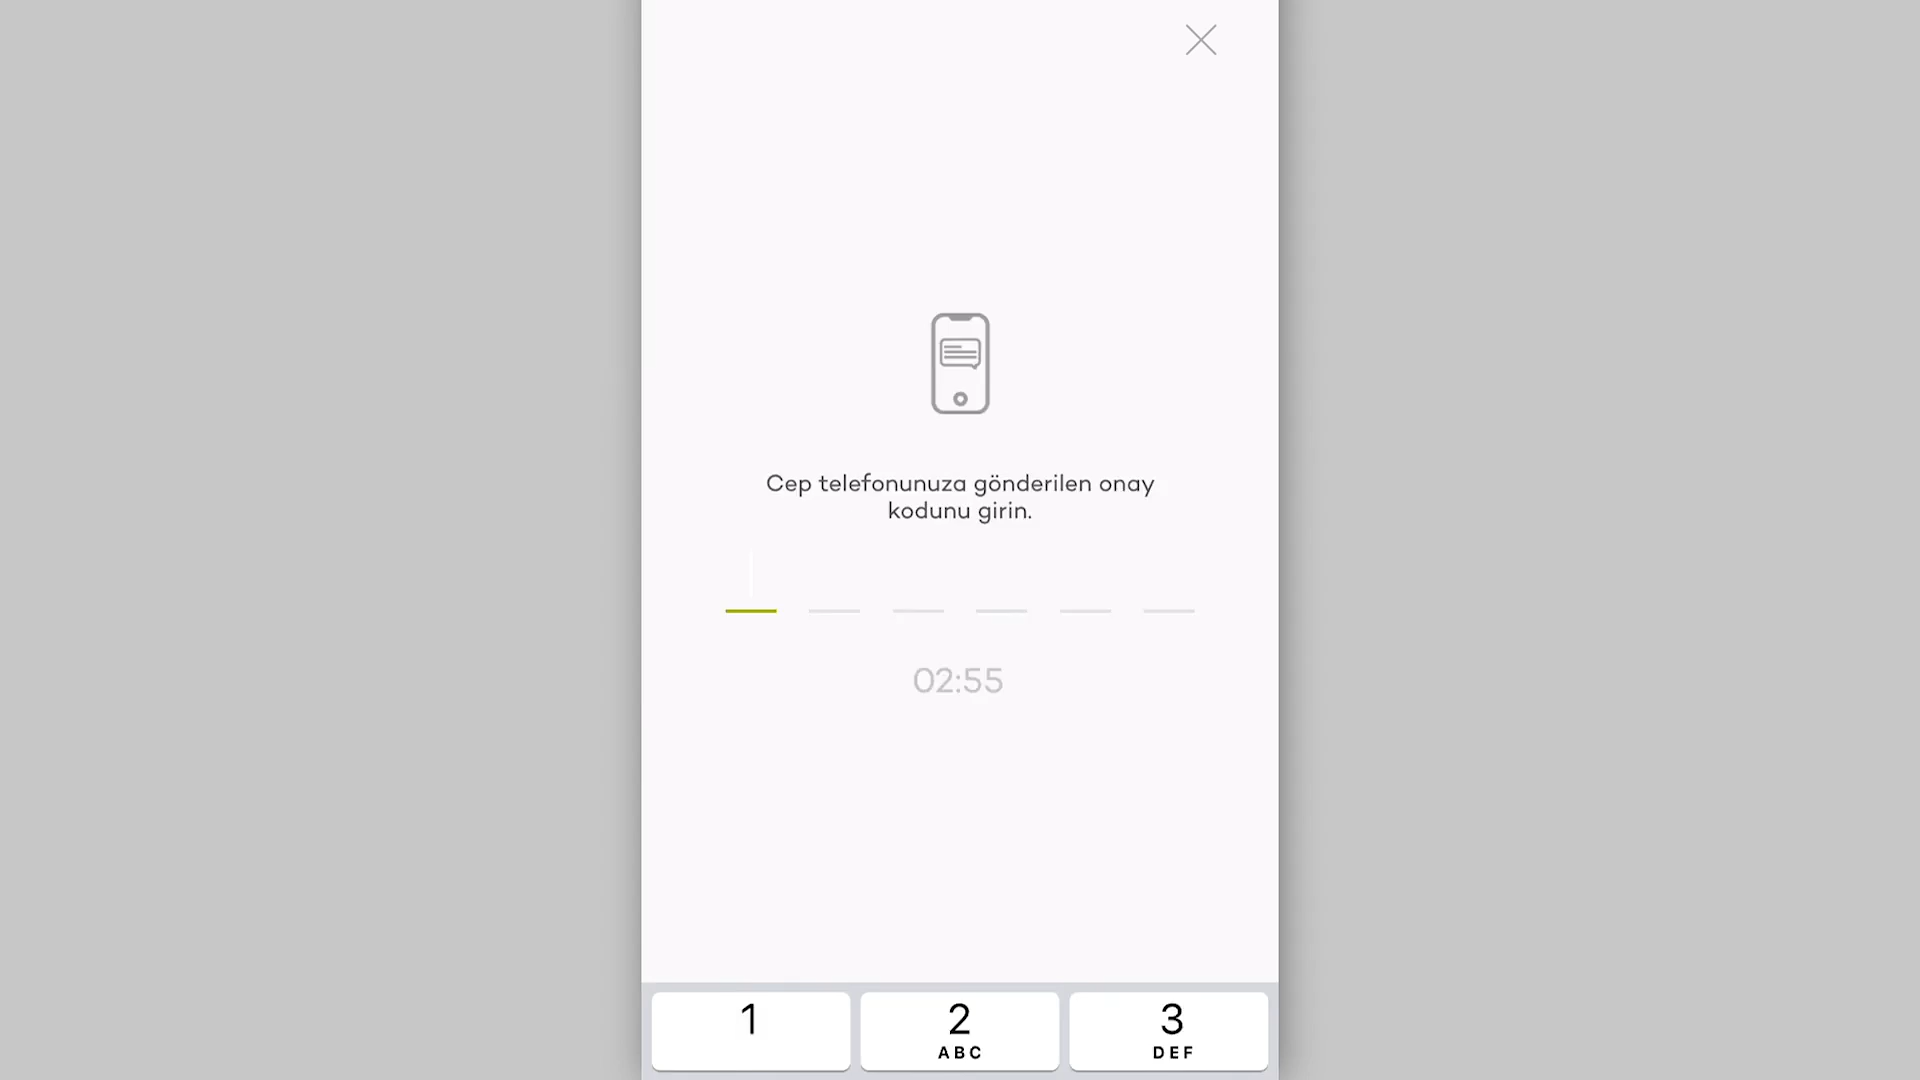 Cep telefonunuza gönderilen onay
kodunu girin.
02:55
1 2 3
ABC DEF